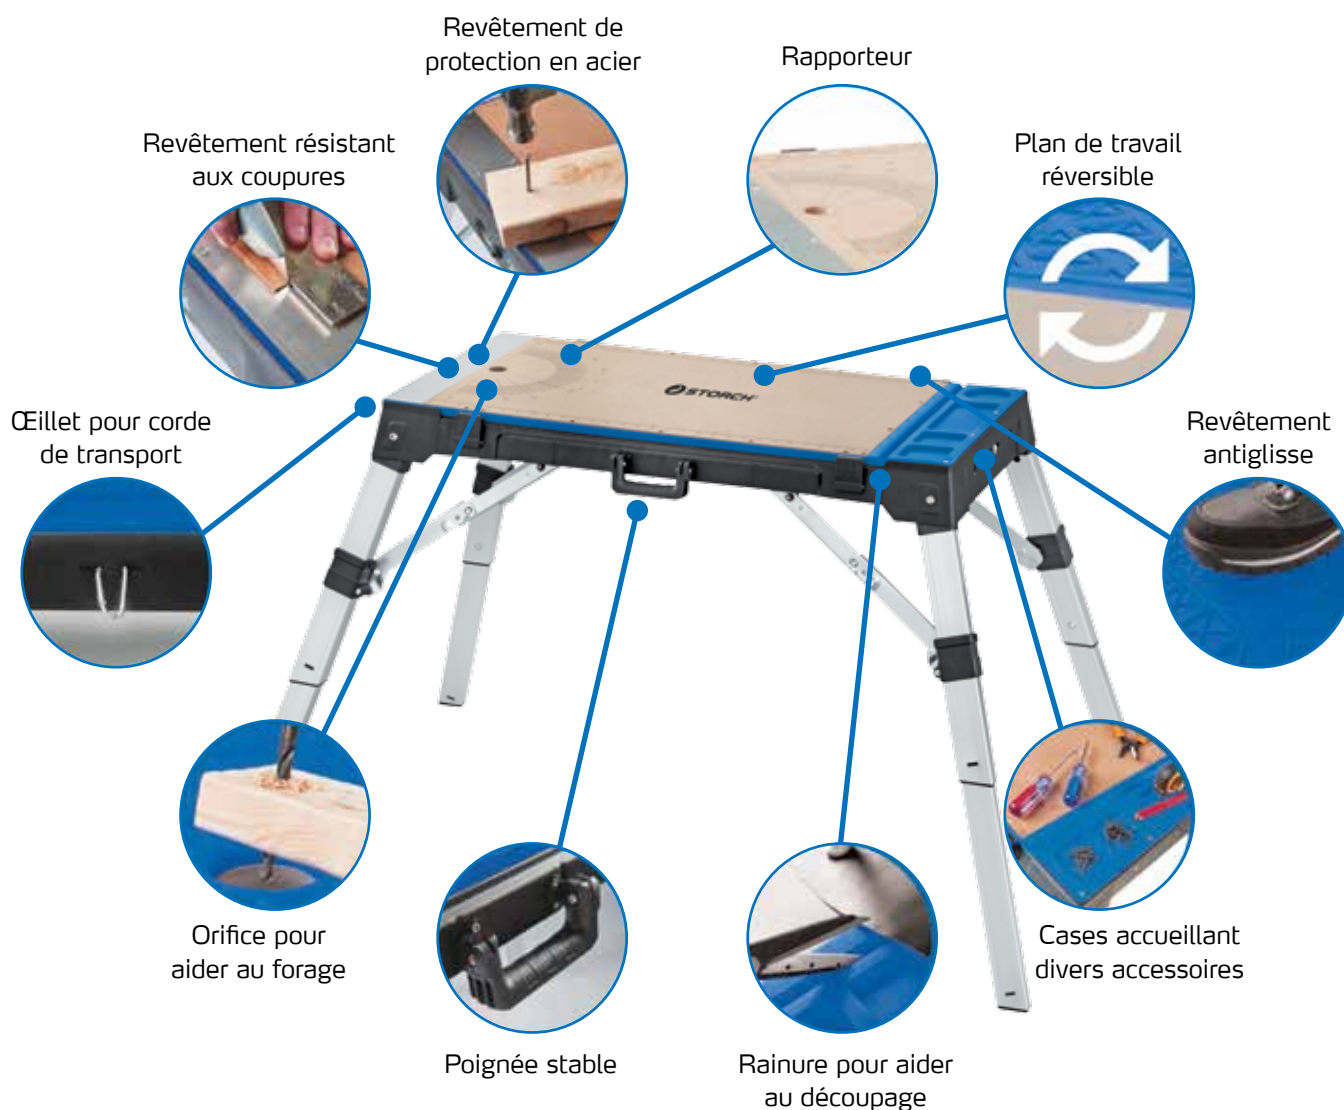 Revêtement de
protection en acier
Rapporteur
Revêtement résistant
aux coupures
Plan de travail
réversible
Œillet pour corde
de transport
STORCH
Revêtement
antiglisse
Orifice pour
aider au forage
Cases accueillant
divers accessoires
Poignée stable
Rainure pour aider
au découpage